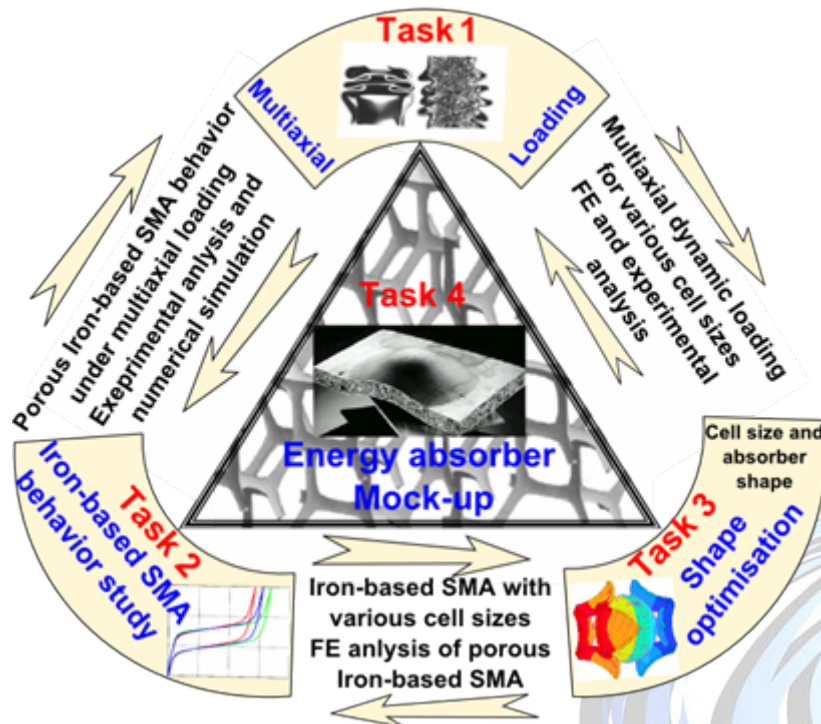 Task 1
Multiaxial
Loading
Porous Iron-based SMA behavior
under multiaxial loading
Exeprimental anlysis and
numerical simulation
Multiaxial dynamic loading
for various cell sizes
FE and experimental
analysis
Task 4
Energy absorber
Mock-up
Task 2
Iron-based SMA
behavior study
Iron-based SMA with
various cell sizes
FE anlysis of porous
Iron-based SMA
Cell size and
absorber
shape
Task 3
Shape
optimisation